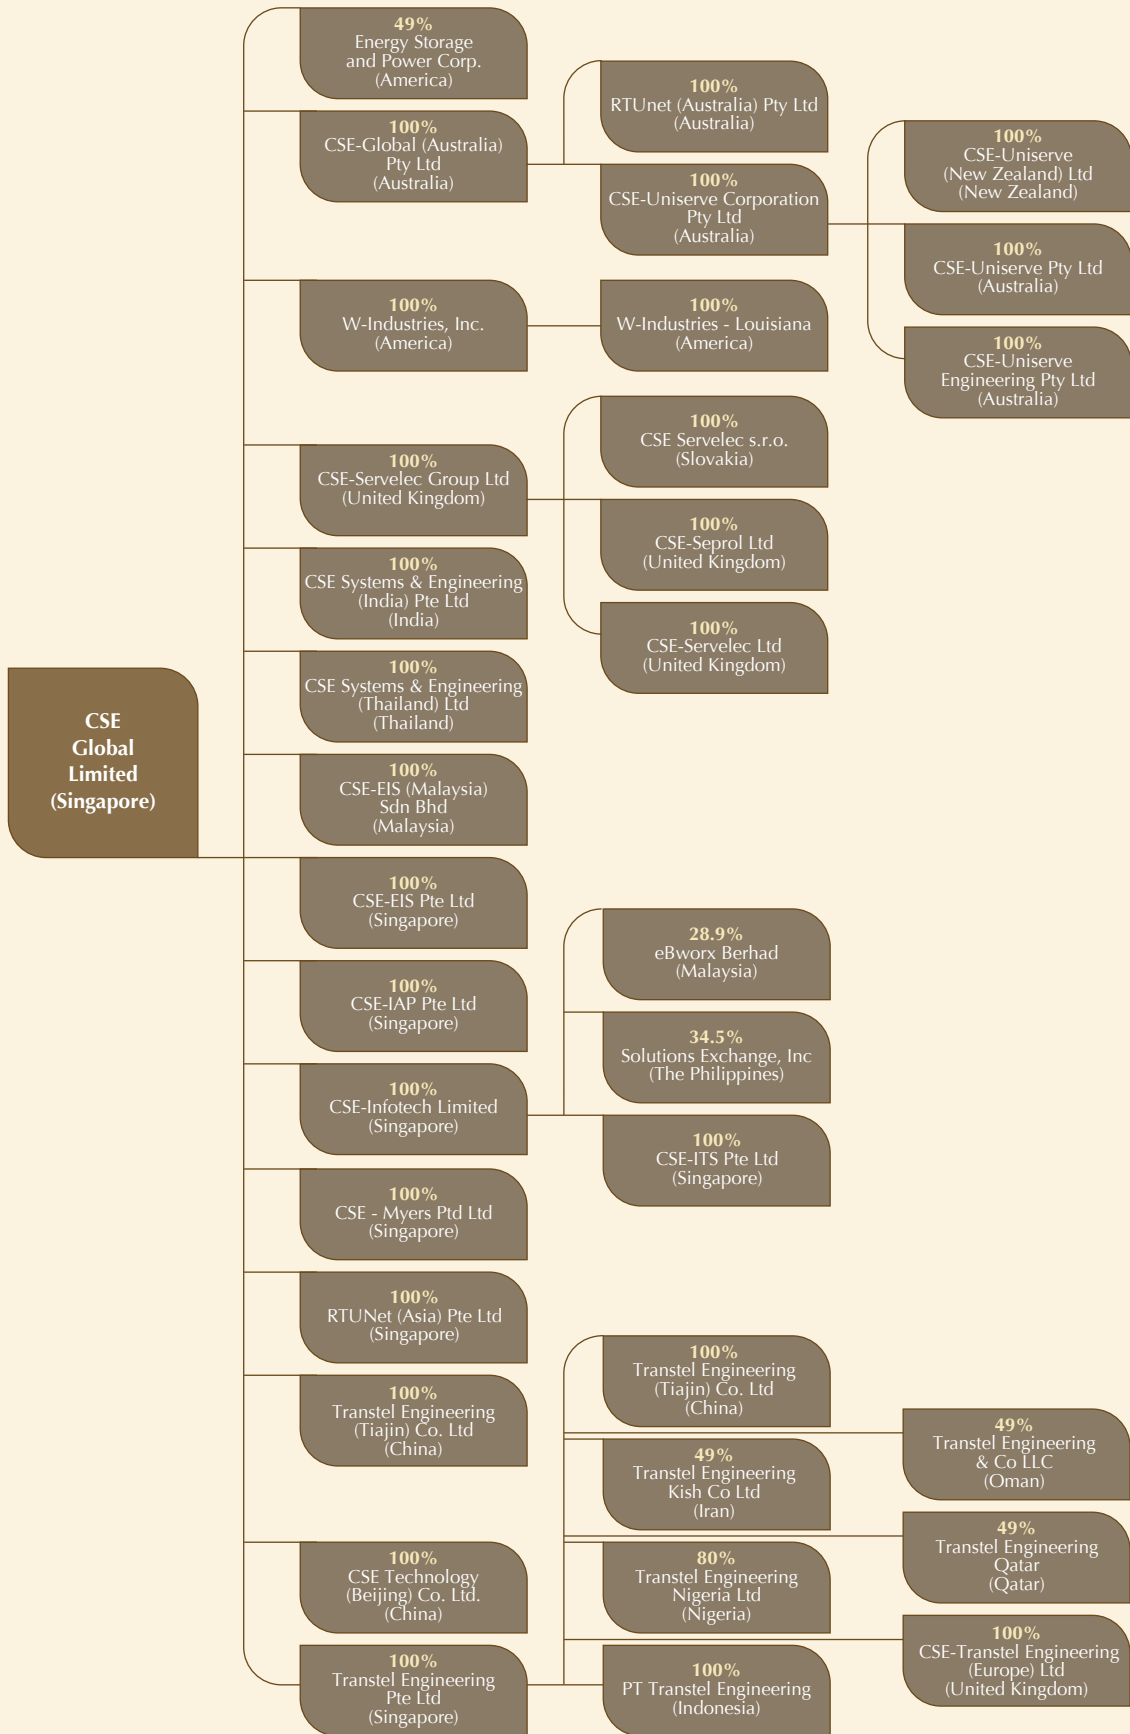 CSE
Global
Limited
(Singapore)
49%
Energy Storage
and Power Corp.
(America)
100%
CSE-Global (Australia)
Pty Ltd
(Australia)
100%
RTUnet (Australia) Pty Ltd
(Australia)
100%
CSE-Uniserve Corporation
Pty Ltd
(Australia)
100%
CSE-Uniserve
(New Zealand) Ltd
(New Zealand)
100%
CSE-Uniserve Pty Ltd
(Australia)
100%
CSE-Uniserve
Engineering Pty Ltd
(Australia)
100%
W-Industries, Inc.
(America)
100%
W-Industries - Louisiana
(America)
100%
CSE-Servelec Group Ltd
(United Kingdom)
100%
CSE Servelec s.r.o.
(Slovakia)
100%
CSE-Seprol Ltd
(United Kingdom)
100%
CSE-Servelec Ltd
(United Kingdom)
100%
CSE Systems & Engineering
(India) Pte Ltd
(India)
100%
CSE Systems & Engineering
(Thailand) Ltd
(Thailand)
100%
CSE-EIS (Malaysia)
Sdn Bhd
(Malaysia)
100%
CSE-EIS Pte Ltd
(Singapore)
100%
CSE-IAP Pte Ltd
(Singapore)
100%
CSE-Infotech Limited
(Singapore)
28.9%
eBworx Berhad
(Malaysia)
34.5%
Solutions Exchange, Inc
(The Philippines)
100%
CSE-ITS Pte Ltd
(Singapore)
100%
CSE - Myers Ptd Ltd
(Singapore)
100%
RTUNet (Asia) Pte Ltd
(Singapore)
100%
Transtel Engineering
(Tiajin) Co. Ltd
(China)
100%
CSE Technology
(Beijing) Co. Ltd.
(China)
100%
Transtel Engineering
Pte Ltd
(Singapore)
100%
Transtel Engineering
(Tiajin) Co. Ltd
(China)
49%
Transtel Engineering
Kish Co Ltd
(Iran)
80%
Transtel Engineering
Nigeria Ltd
(Nigeria)
100%
PT Transtel Engineering
(Indonesia)
49%
Transtel Engineering
& Co LLC
(Oman)
49%
Transtel Engineering
Qatar
(Qatar)
100%
CSE-Transtel Engineering
(Europe) Ltd
(United Kingdom)